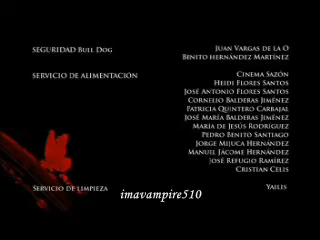 SEGURIDAD BULL DOG JUAN VARGAS DE LA O
BENITO HERNÁNDEZ MARTÍNEZ
SERVICIO DE ALIMENTACIÓN CINEMA SAZÓN
HEIDI FLORES SANTOS
JOSÉ ANTONIO FLORES SANTOS
CORNELIO BALDERAS JIMÉNEZ
PATRICIA QUINTERO CARBAJAL
JOSÉ MARÍA BALDERAS JIMÉNEZ
MARÍA DE JESÚS RODRÍGUEZ
PEDRO BENITO SANTIAGO
JORGE MIJUCA HERNÁNDEZ
MANUEL JÁCOME HERNÁNDEZ
JOSÉ REFUGIO RAMÍREZ
CRISTIAN CELIS
SERVICIO DE LIMPIEZA YAILIS
imavampire510